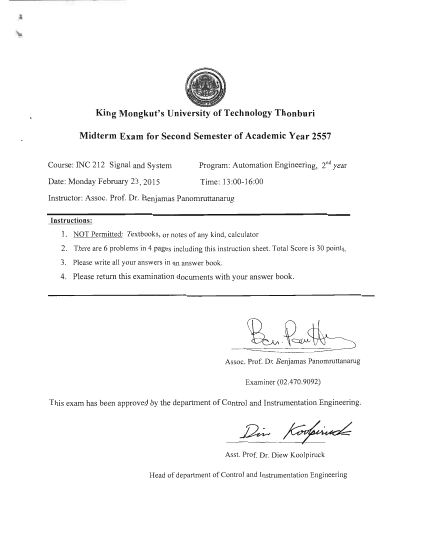 King Mongkut's University of Technology Thonburi
Midterm Exam for Second Semester of Academic Year 2557
Course: INC 212 Signal and System Program: Automation Engineering, 2nd year
Date: Monday February 23, 2015 Time: 13:00-16:00
Instructor: Assoc. Prof. Dr. Benjamas Panomruttanarug
Instructions:
1. NOT Permitted: Textbooks, or notes of any kind, calculator
2. There are 6 problems in 4 pages including this instruction sheet. Total Score is 30 points.
3. Please write all your answers in an answer book.
4. Please return this examination documents with your answer book.
Assoc. Prof. Dr. Benjamas Panomruttanarug
Examiner (02.470.9092)
This exam has been approved by the department of Control and Instrumentation Engineering.
Diw Koolpiruck
Asst. Prof. Dr. Diew Koolpiruck
Head of department of Control and Instrumentation Engineering